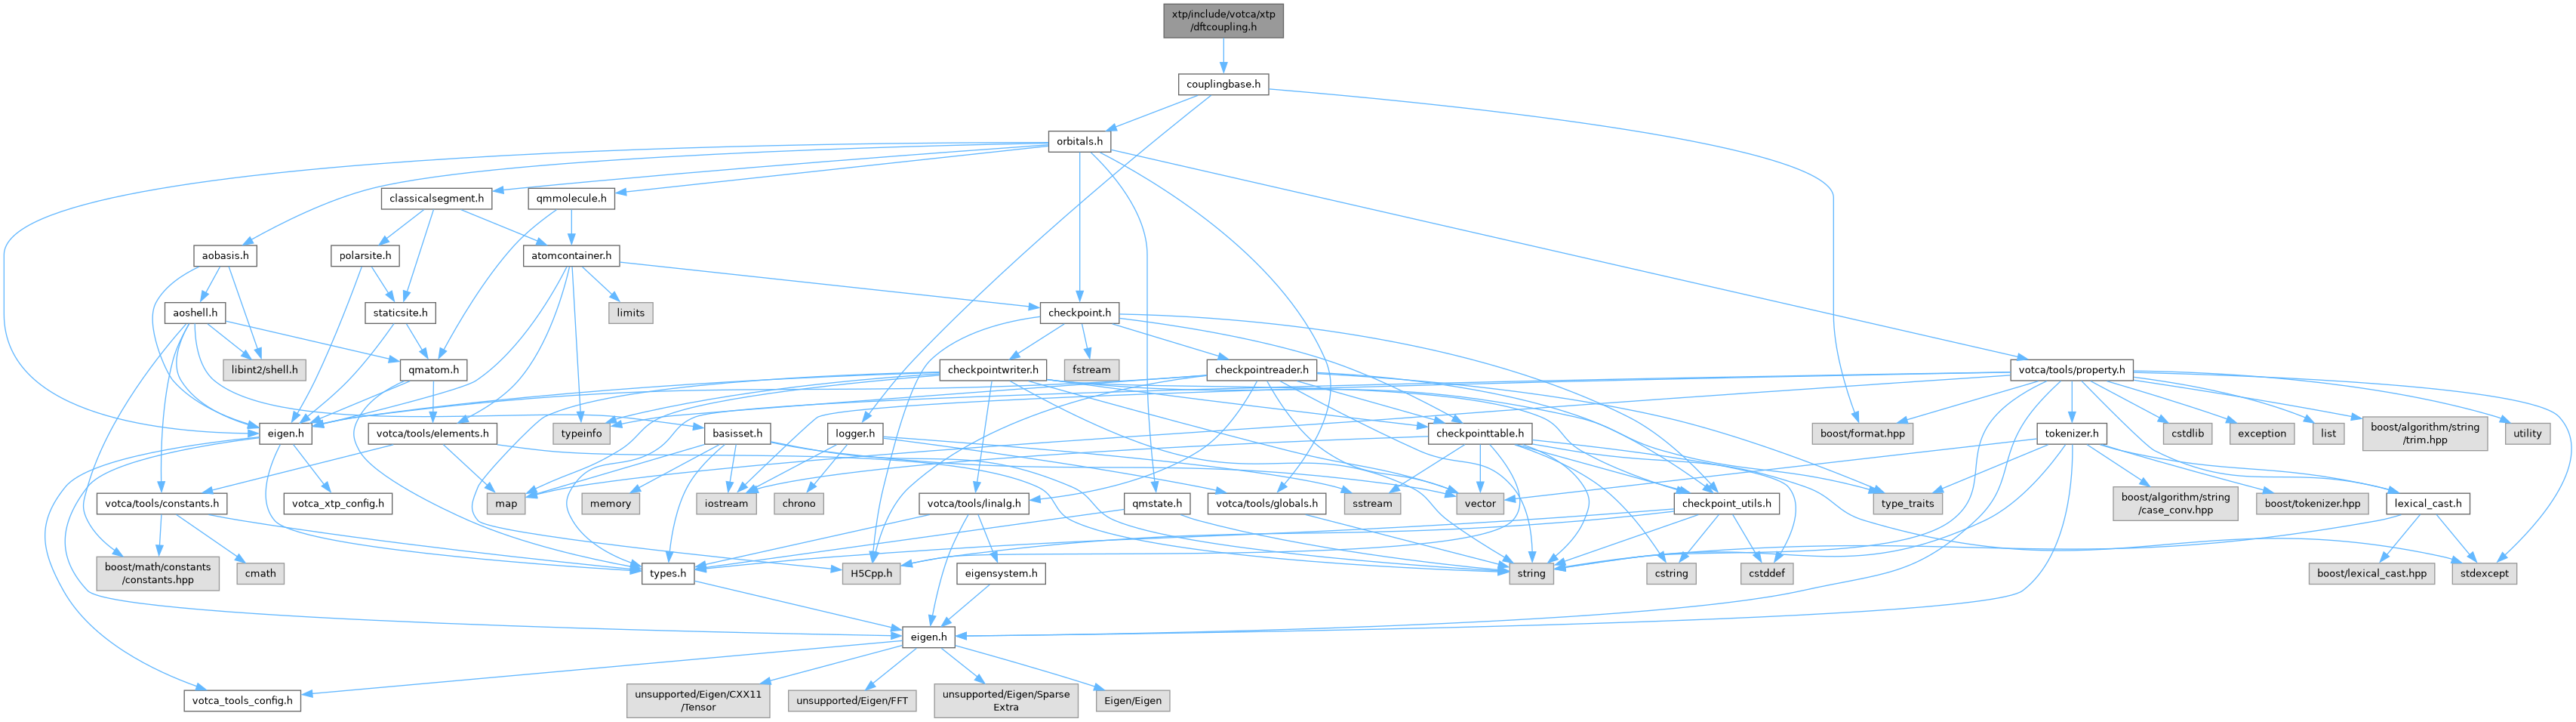 xtp/include/votca/xtp
/dftcoupling.h
couplingbase.h
orbitals.h
classicalsegment.h
qmmolecule.h
aobasis.h
polarsite.h
atomcontainer.h
aoshell.h
staticsite.h
limits
checkpoint.h
libint2/shell.h
qmatom.h
checkpointwriter.h
fstream
checkpointreader.h
votca/tools/property.h
eigen.h
votca/tools/elements.h
typeinfo
basisset.h
logger.h
checkpointtable.h
boost/format.hpp
tokenizer.h
cstdlib
exception
list
boost/algorithm/string
/trim.hpp
utility
votca/tools/constants.h
votca_xtp_config.h
map
memory
iostream
chrono
votca/tools/linalg.h
qmstate.h
votca/tools/globals.h
sstream
vector
checkpoint_utils.h
type_traits
boost/algorithm/string
/case_conv.hpp
boost/tokenizer.hpp
lexical_cast.h
boost/math/constants
/constants.hpp
cmath
types.h
H5Cpp.h
eigensystem.h
string
cstring
cstddef
boost/lexical_cast.hpp
stdexcept
eigen.h
votca_tools_config.h
unsupported/Eigen/CXX11
/Tensor
unsupported/Eigen/FFT
unsupported/Eigen/Sparse
Extra
Eigen/Eigen